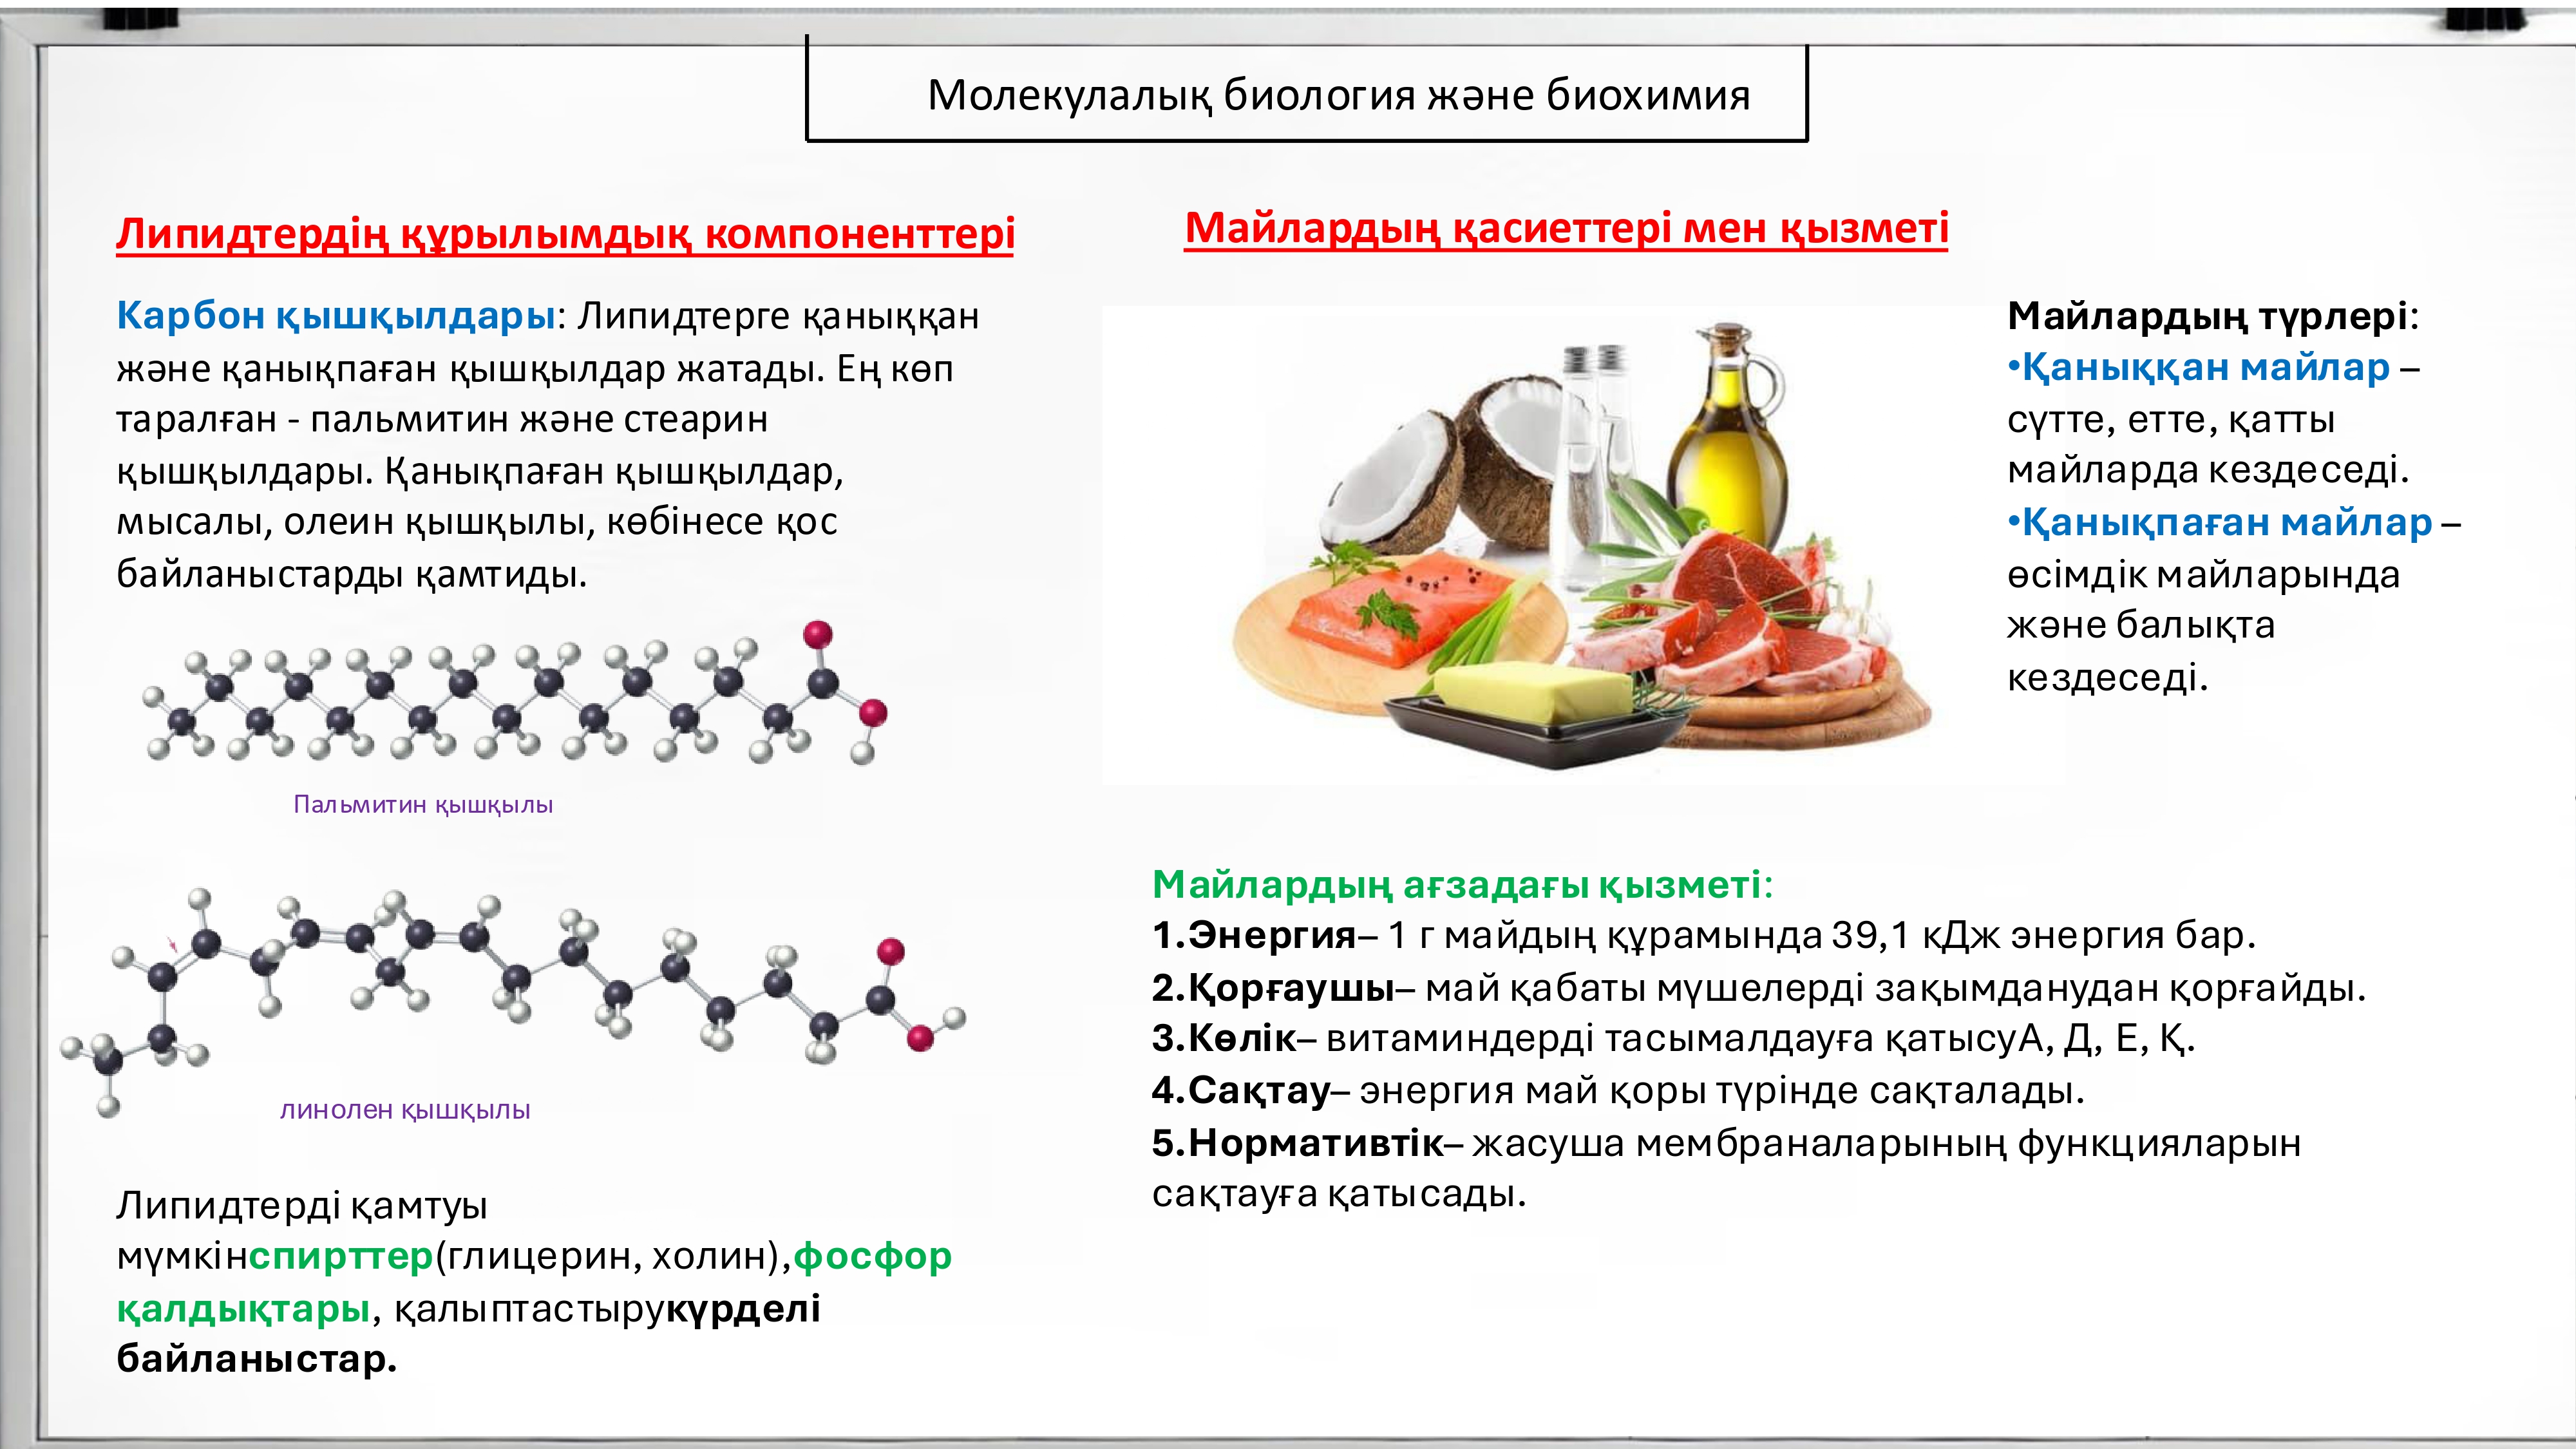 Молекулалық биология және биохимия
Липидтердің құрылымдық компоненттері
Карбон қышқылдары: Липидтерге қаныққан
және қанықпаған қышқылдар жатады. Ең көп
таралған - пальмитин және стеарин
қышқылдары. Қанықпаған қышқылдар,
мысалы, олеин қышқылы, көбінесе қос
байланыстарды қамтиды.
Пальмитин қышқылы
линолен қышқылы
Липидтерді қамтуы
мүмкінспирттер(глицерин, холин),фосфор
қалдықтары, қалыптастырукүрделі
байланыстар.
Майлардың қасиеттері мен қызметі
Майлардың түрлері:
•Қаныққан майлар –
сүтте, етте, қатты
майларда кездеседі.
•Қанықпаған майлар –
өсімдік майларында
және балықта
кездеседі.
Майлардың ағзадағы қызметі:
1.Энергия– 1 г майдың құрамында 39,1 кДж энергия бар.
2.Қорғаушы– май қабаты мүшелерді зақымданудан қорғайды.
3.Көлік– витаминдерді тасымалдауға қатысуА, Д, Е, Қ.
4.Сақтау– энергия май қоры түрінде сақталады.
5.Нормативтік– жасуша мембраналарының функцияларын
сақтауға қатысады.